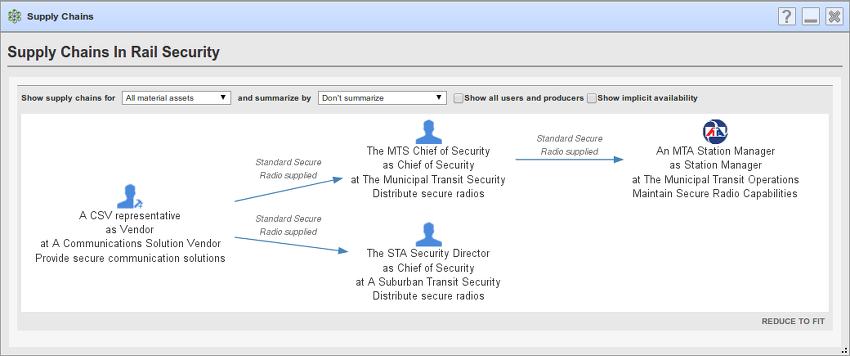 Supply Chains
?
Supply Chains In Rail Security
Show supply chains for All material assets and summarize by Don't summarize Show all users and producers Show implicit availability
Standard Secure
Radio supplied
The MTS Chief of Security
as Chief of Security
at The Municipal Transit Security
Distribute secure radios
Standard Secure
Radio supplied
An MTA Station Manager
as Station Manager
at The Municipal Transit Operations
Maintain Secure Radio Capabilities
A CSV representative
as Vendor
at A Communications Solution Vendor
Provide secure communication solutions
Standard Secure
Radio supplied
The STA Security Director
as Chief of Security
at A Suburban Transit Security
Distribute secure radios
REDUCE TO FIT